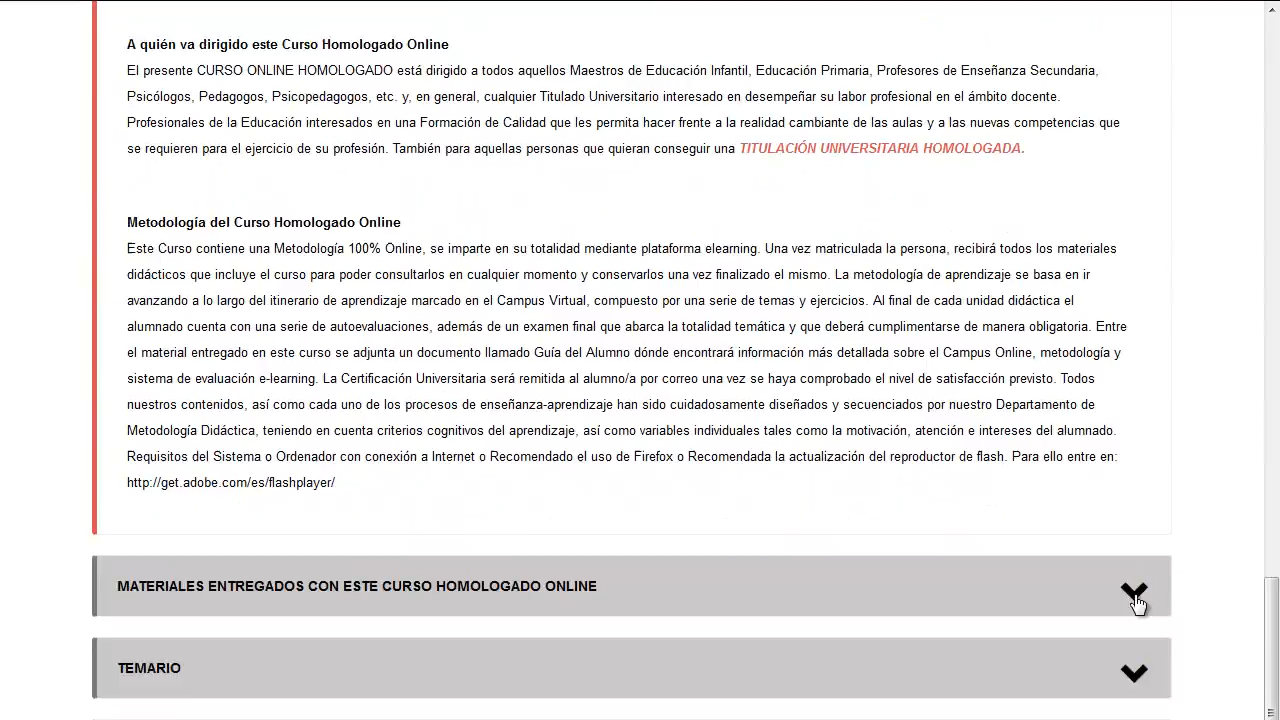 A quién va dirigido este Curso Homologado Online
El presente CURSO ONLINE HOMOLOGADO está dirigido a todos aquellos Maestros de Educación Infantil, Educación Primaria, Profesores de Enseñanza Secundaria,
Psicólogos, Pedagogos, Psicopedagogos, etc. y, en general, cualquier Titulado Universitario interesado en desempeñar su labor profesional en el ámbito docente.
Profesionales de la Educación interesados en una Formación de Calidad que les permita hacer frente a la realidad cambiante de las aulas y a las nuevas competencias que
se requieren para el ejercicio de su profesión. También para aquellas personas que quieran conseguir una TITULACIÓN UNIVERSITARIA HOMOLOGADA.
Metodología del Curso Homologado Online
Este Curso contiene una Metodología 100% Online, se imparte en su totalidad mediante plataforma elearning. Una vez matriculada la persona, recibirá todos los materiales
didácticos que incluye el curso para poder consultarlos en cualquier momento y conservarlos una vez finalizado el mismo. La metodología de aprendizaje se basa en ir
avanzando a lo largo del itinerario de aprendizaje marcado en el Campus Virtual, compuesto por una serie de temas y ejercicios. Al final de cada unidad didáctica el
alumnado cuenta con una serie de autoevaluaciones, además de un examen final que abarca la totalidad temática y que deberá cumplimentarse de manera obligatoria. Entre
el material entregado en este curso se adjunta un documento llamado Guía del Alumno dónde encontrará información más detallada sobre el Campus Online, metodología y
sistema de evaluación e-learning. La Certificación Universitaria será remitida al alumno/a por correo una vez se haya comprobado el nivel de satisfacción previsto. Todos
nuestros contenidos, así como cada uno de los procesos de enseñanza-aprendizaje han sido cuidadosamente diseñados y secuenciados por nuestro Departamento de
Metodología Didáctica, teniendo en cuenta criterios cognitivos del aprendizaje, así como variables individuales tales como la motivación, atención e intereses del alumnado.
Requisitos del Sistema o Ordenador con conexión a Internet o Recomendado el uso de Firefox o Recomendada la actualización del reproductor de flash. Para ello entre en:
http://get.adobe.com/es/flashplayer/
MATERIALES ENTREGADOS CON ESTE CURSO HOMOLOGADO ONLINE
TEMARIO